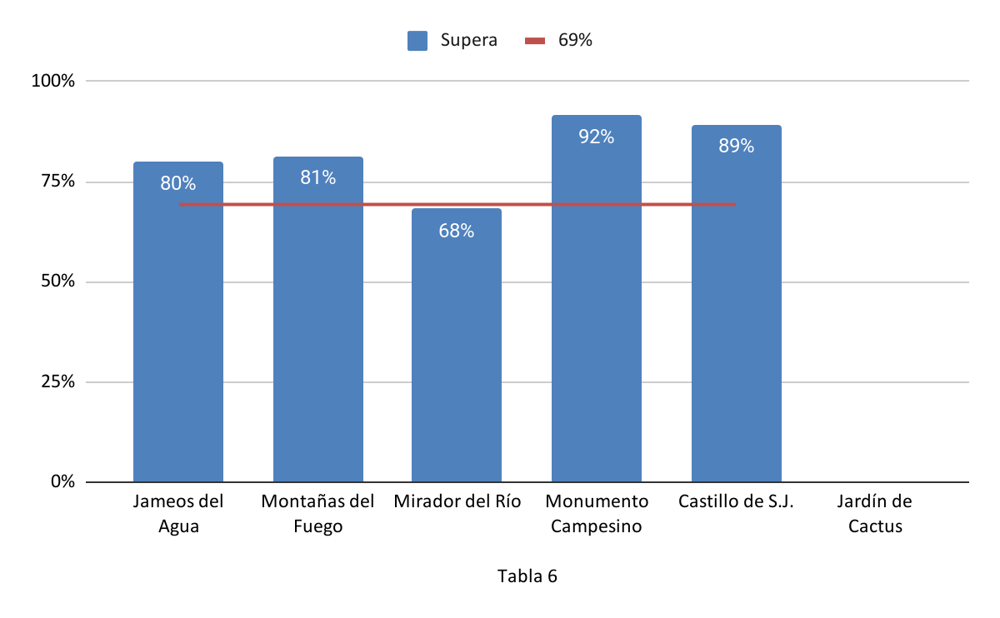 Supera 69%
100%
75%
50%
25%
0%
80%
81%
68%
92%
89%
Jameos del
Agua
Montañas del
Fuego
Mirador del Río
Monumento
Campesino
Castillo de S.J.
Jardín de
Cactus
Tabla 6